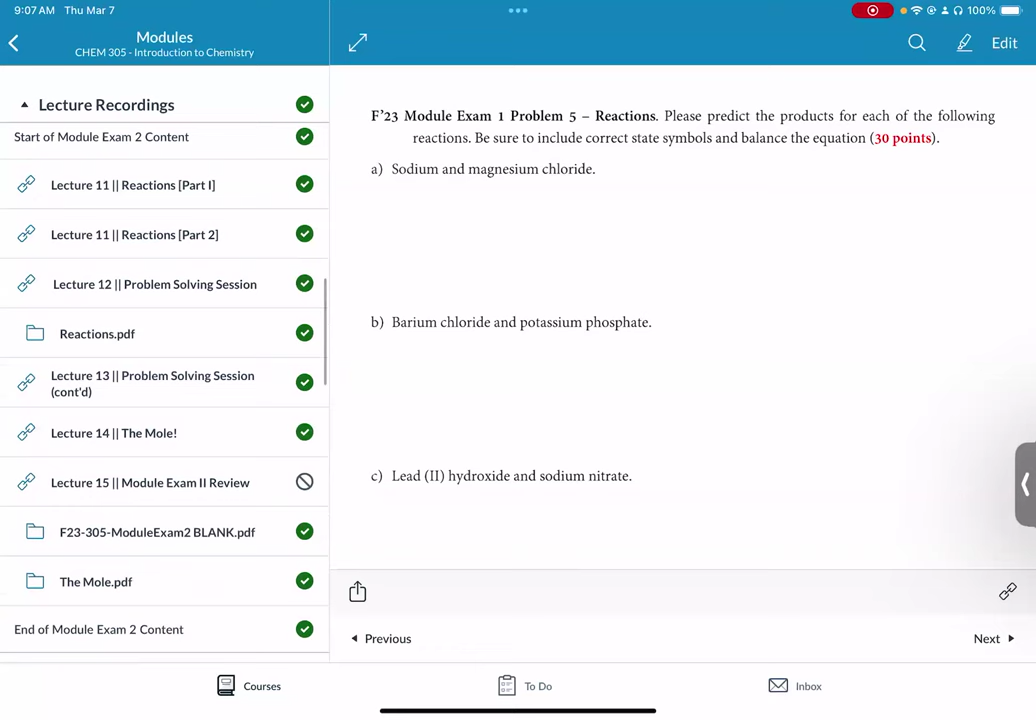 9:07 AM Thu Mar 7
100%
Modules
CHEM 305 - Introduction to Chemistry
Edit
Lecture Recordings
Start of Module Exam 2 Content
Lecture 11 || Reactions [Part I]
Lecture 11 || Reactions [Part 2]
Lecture 12 || Problem Solving Session
Reactions.pdf
Lecture 13 || Problem Solving Session
(cont'd)
Lecture 14 || The Mole!
Lecture 15 || Module Exam II Review
F23-305-ModuleExam2 BLANK.pdf
The Mole.pdf
End of Module Exam 2 Content
F’23 Module Exam 1 Problem 5 – Reactions. Please predict the products for each of the following
reactions. Be sure to include correct state symbols and balance the equation (30 points).
a) Sodium and magnesium chloride.
b) Barium chloride and potassium phosphate.
c) Lead (II) hydroxide and sodium nitrate.
Previous
Next
Courses
To Do
Inbox